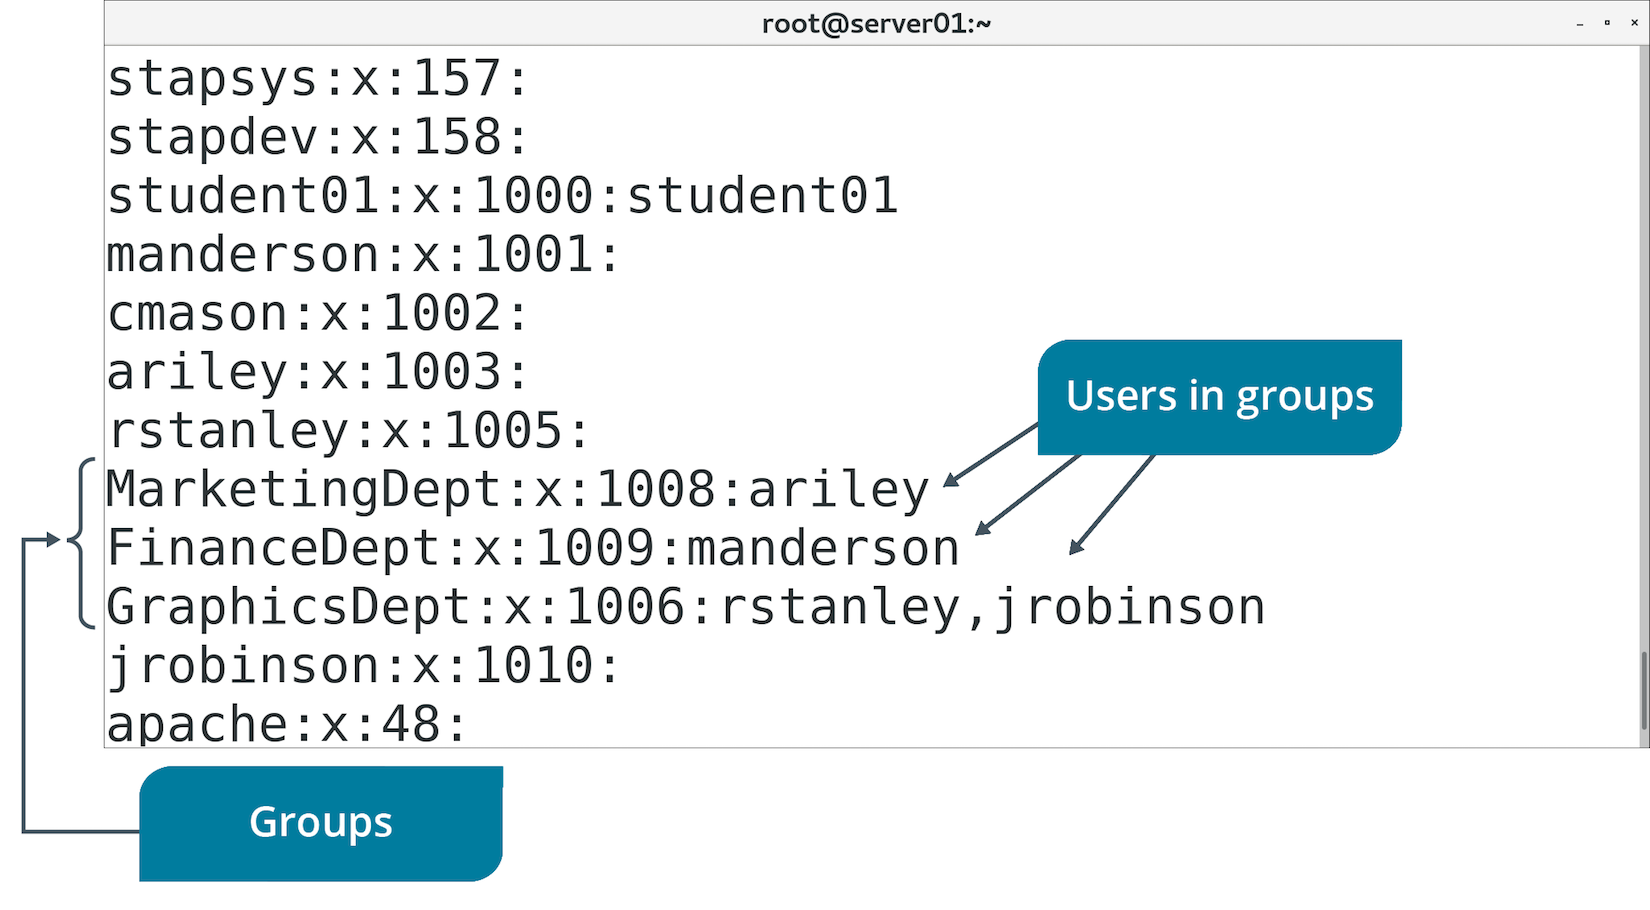 root@server01:~
stapsys:x:157:
stapdev:x:158:
student01:x:1000:student01
manderson:x:1001:
cmason:x:1002:
ariley:x:1003:
rstanley:x:1005:
MarketingDept:x:1008:ariley
FinanceDept:x:1009:manderson
GraphicsDept:x:1006:rstanley,jrobinson
jrobinson:x:1010:
apache:x:48:
Users in groups
Groups